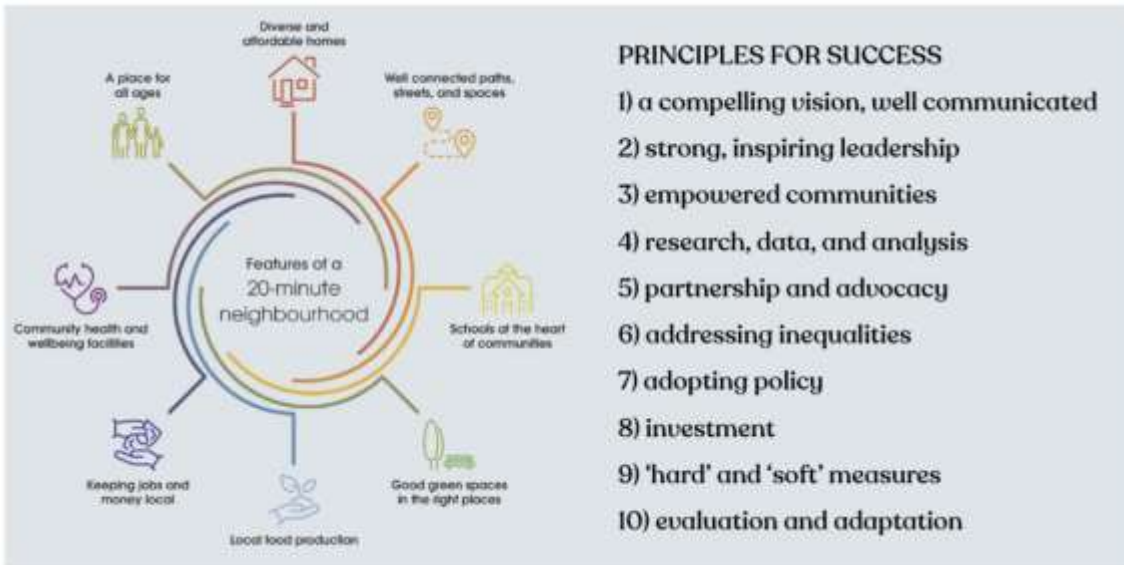 Diverse and
affordable homes
Well connected paths,
streets, and spaces
Schools at the heart
of communities
Good green spaces
in the right places
Local food production
Keeping jobs and
money local
Community health and
wellbeing facilities
A place for
all ages
Features of a
20-minute
neighbourhood
PRINCIPLES FOR SUCCESS
1) a compelling vision, well communicated
2) strong, inspiring leadership
3) empowered communities
4) research, data, and analysis
5) partnership and advocacy
6) addressing inequalities
7) adopting policy
8) investment
9) 'hard' and 'soft' measures
10) evaluation and adaptation